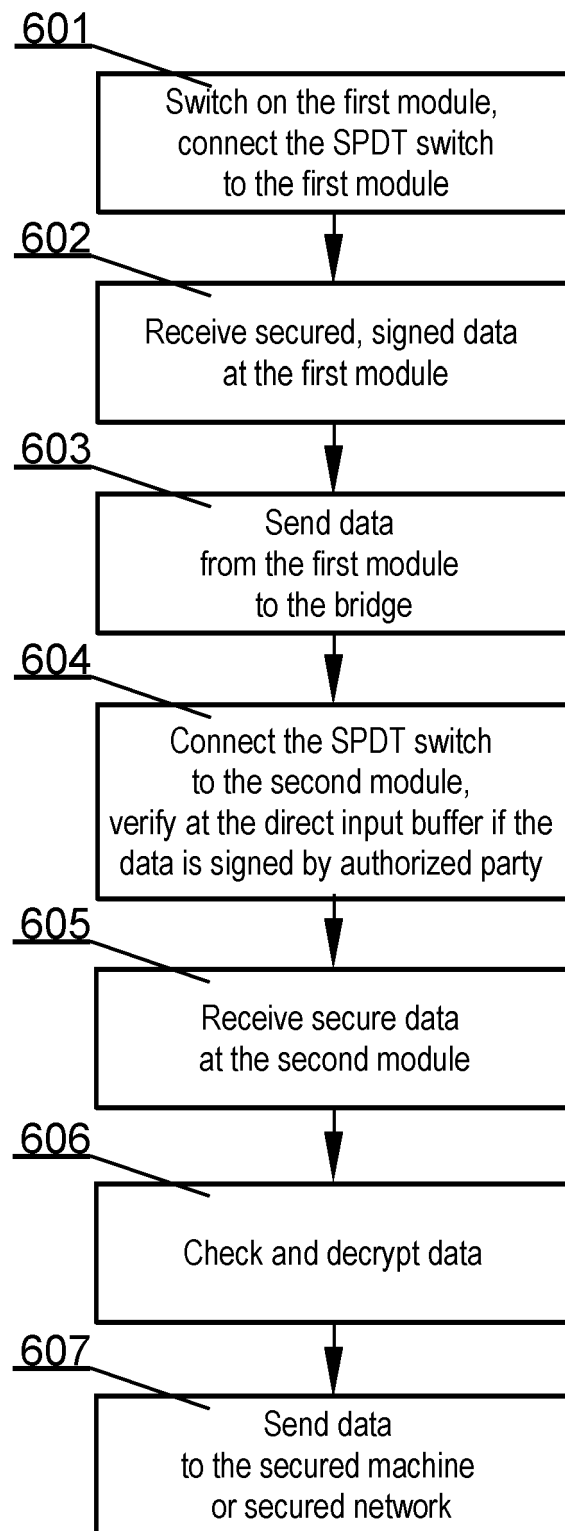 601
Switch on the first module,
connect the SPDT switch
to the first module
602
Receive secured, signed data
at the first module
603
Send data
from the first module
to the bridge
604
Connect the SPDT switch
to the second module,
verify at the direct input buffer if the
data is signed by authorized party
605
Receive secure data
at the second module
606
Check and decrypt data
607
Send data
to the secured machine
or secured network